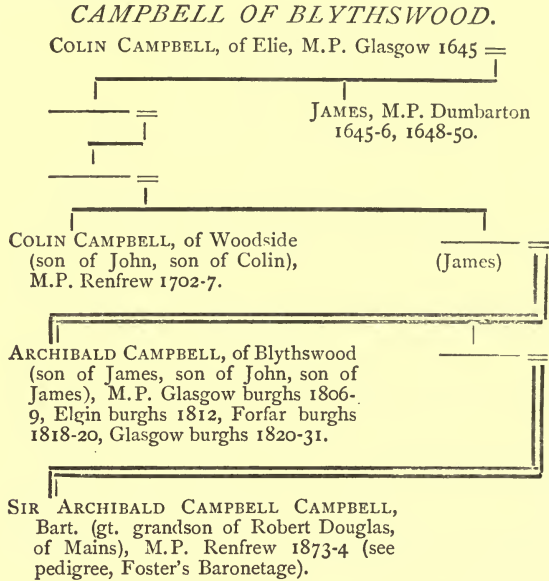 CAMPBELL OF BLYTHSWOOD.
COLIN CAMPBELL, of Elie, M.P. Glasgow 1645
JAMES, M.P. Dumbarton
1645-6, 1648-50.
COLIN CAMPBELL, of Woodside
(son of John, son of Colin),
M.P. Renfrew 1702-7.
(James)
ARCHIBALD CAMPBELL, of Blythswood
(son of James, son of John, son of
James), M.P. Glasgow burghs 1806-
9, Elgin burghs 1812, Forfar burghs
1818-20, Glasgow burghs 1820-31.
SIR ARCHIBALD CAMPBELL CAMPBELL,
Bart. (gt. grandson of Robert Douglas,
of Mains), M.P. Renfrew 1873-4 (see
pedigree, Foster's Baronetage).